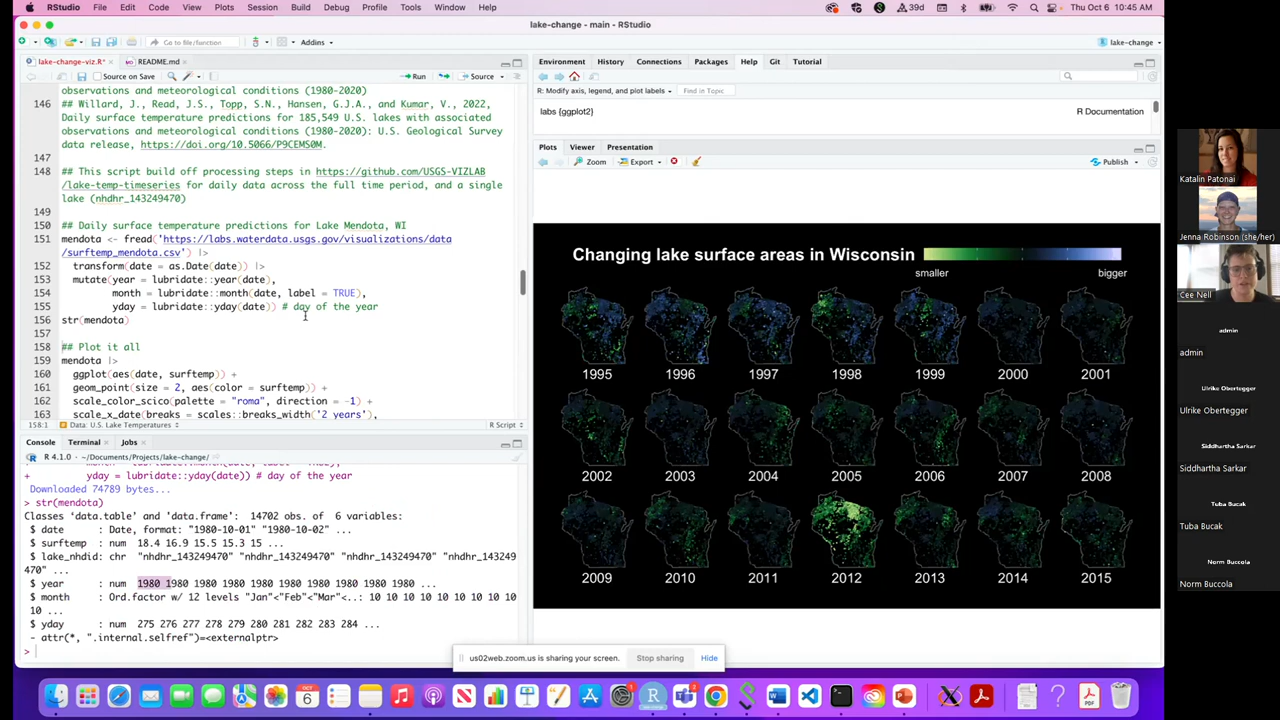 RStudio File Edit Code View Plots Session Build Debug Profile Tools Window Help 39d Thu Oct 6 10:45 AM
lake-change - main - RStudio
Go to file/function Addins lake-change
lake-change-viz.R* README.md
Source on Save Run Source
observations and meteorological conditions (1980-2020)
146 ## Willard, J., Read, J.S., Topp, S.N., Hansen, G.J.A., and Kumar, V., 2022,
Daily surface temperature predictions for 185,549 U.S. lakes with associated
observations and meteorological conditions (1980-2020): U.S. Geological Survey
data release, https://doi.org/10.5066/P9CEMS0M.
147
148 ## This script build off processing steps in https://github.com/USGS-VIZLAB
/lake-temp-timeseries for daily data across the full time period, and a single
lake (nhdhr_143249470)
149
150 ## Daily surface temperature predictions for Lake Mendota, WI
151 mendota <- fread('https://labs.waterdata.usgs.gov/visualizations/data
/surftemp_mendota.csv') |>
152 transform(date = as.Date(date)) |>
153 mutate(year = lubridate::year(date),
154 month = lubridate::month(date, label = TRUE),
155 yday = lubridate::yday(date)) # day of the year
156 str(mendota)
157
158 ## Plot it all
159 mendota |>
160 ggplot(aes(date, surftemp)) +
161 geom_point(size = 2, aes(color = surftemp)) +
162 scale_color_scico(palette = "roma", direction = -1) +
163 scale_x_date(breaks = scales::breaks_width('2 years'),
158:1 Data: U.S. Lake Temperatures R Script
Console Terminal Jobs
R 4.1.0 · ~/Documents/Projects/lake-change/
+ yday = lubridate::yday(date)) # day of the year
Downloaded 74789 bytes...
> str(mendota)
Classes ‘data.table’ and 'data.frame': 14702 obs. of 6 variables:
$ date : Date, format: "1980-10-01" "1980-10-02" ...
$ surftemp : num 18.4 16.9 15.5 15.3 15 ...
$ lake_nhdid: chr "nhdhr_143249470" "nhdhr_143249470" "nhdhr_143249470" "nhdhr_143249
470" ...
$ year : num 1980 1980 1980 1980 1980 1980 1980 1980 1980 1980 ...
$ month : Ord.factor w/ 12 levels "Jan"<"Feb"<"Mar"<..: 10 10 10 10 10 10 10 10 10
10 ...
$ yday : num 275 276 277 278 279 280 281 282 283 284 ...
- attr(*, ".internal.selfref")=<externalptr>
>
Environment History Connections Packages Help Git Tutorial
R: Modify axis, legend, and plot labels Find in Topic
labs {ggplot2} R Documentation
Plots Viewer Presentation
Zoom Export Publish
Changing lake surface areas in Wisconsin
smaller bigger
1995 1996 1997 1998 1999 2000 2001
2002 2003 2004 2005 2006 2007 2008
2009 2010 2011 2012 2013 2014 2015
us02web.zoom.us is sharing your screen. Stop sharing Hide
Katalin Patonai
Jenna Robinson (she/her)
Cee Nell
admin
admin
Ulrike Obertegger
Ulrike Obertegger
Siddhartha Sarkar
Siddhartha Sarkar
Tuba Bucak
Tuba Bucak
Norm Buccola
Norm Buccola